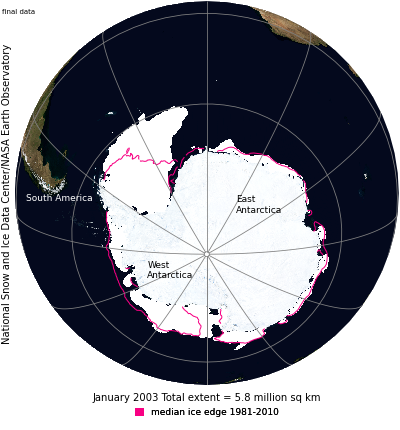 final data
National Snow and Ice Data Center/NASA Earth Observatory
South America
East
Antarctica
West
Antarctica
January 2003 Total extent = 5.8 million sq km
median ice edge 1981-2010